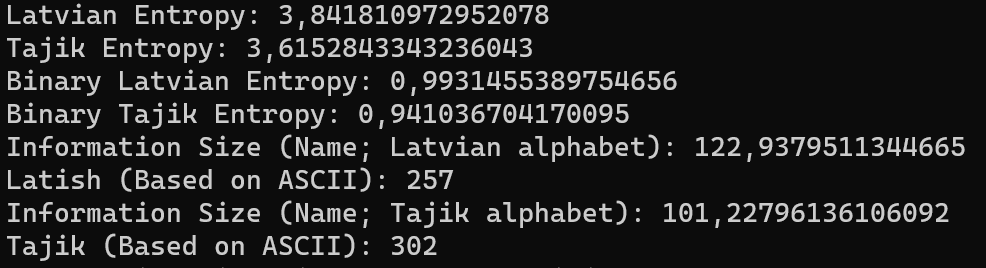 Latvian Entropy: 3,841810972952078
Tajik Entropy: 3,6152843343236043
Binary Latvian Entropy: 0,9931455389754656
Binary Tajik Entropy: 0,941036704170095
Information Size (Name; Latvian alphabet): 122,9379511344665
Latish (Based on ASCII): 257
Information Size (Name; Tajik alphabet): 101,22796136106092
Tajik (Based on ASCII): 302